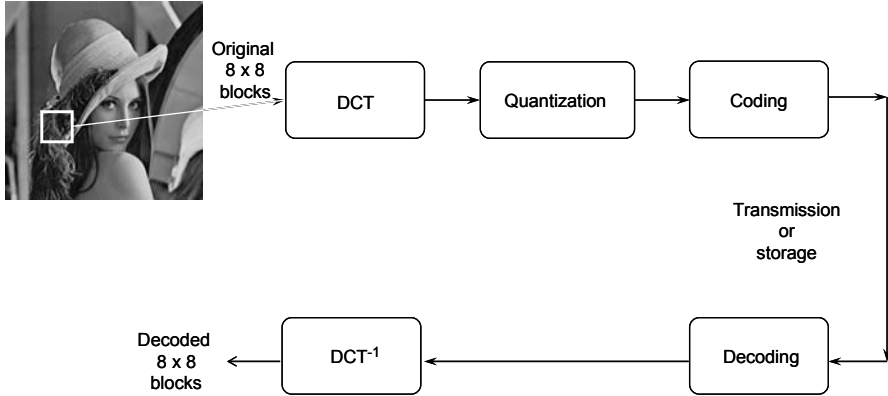 Original
8 x 8
blocks
DCT
Quantization
Coding
Transmission
or
storage
Decoded
8 x 8
blocks
DCT-1
Decoding